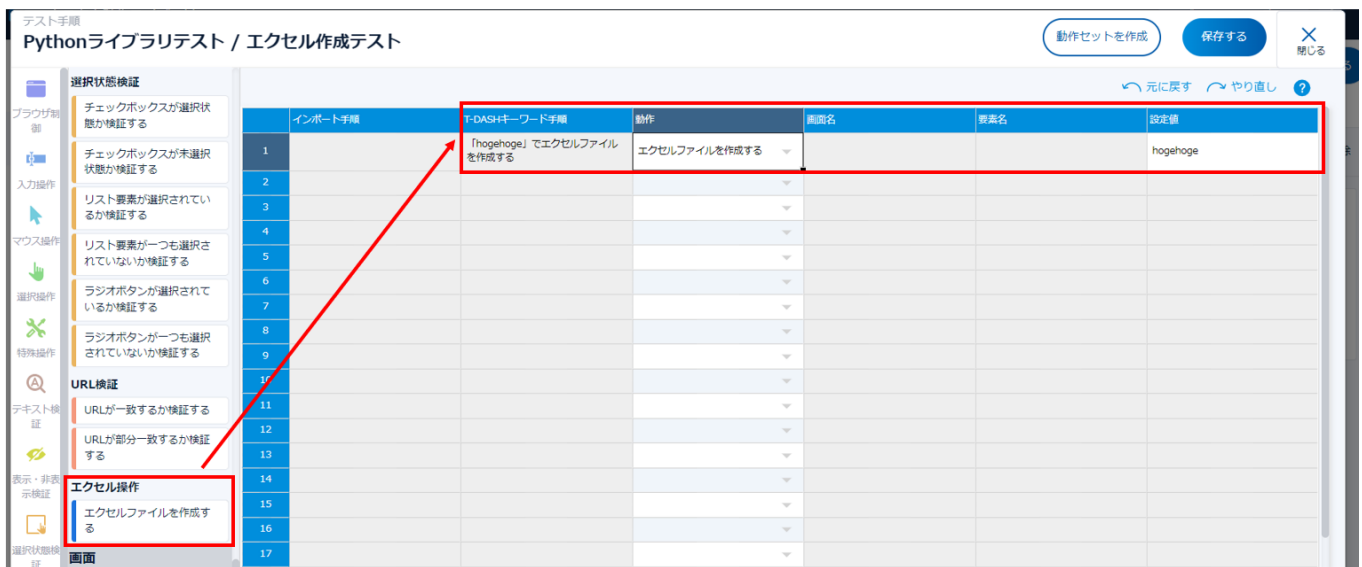 テスト手順
Pythonライブラリテスト / エクセル作成テスト
動作セットを作成
保存する
閉じる
元に戻す
やり直し
?
ブラウザ制
御
入力操作
マウス操作
選択操作
特殊操作
テキスト検
証
表示・非表
示検証
選択状態検
証
選択状態検証
チェックボックスが選択状
態か検証する
チェックボックスが未選択
状態か検証する
リスト要素が選択されてい
るか検証する
リスト要素が一つも選択さ
れていないか検証する
ラジオボタンが選択されて
いるか検証する
ラジオボタンが一つも選択
されていないか検証する
URL検証
URLが一致するか検証する
URLが部分一致するか検証
する
エクセル操作
エクセルファイルを作成す
る
画面
インポート手順
T-DASHキーワード手順
動作
画面名
要素名
設定値
1
「hogehoge」でエクセルファイル
を作成する
エクセルファイルを作成する
hogehoge
2
3
4
5
6
7
8
9
10
11
12
13
14
15
16
17